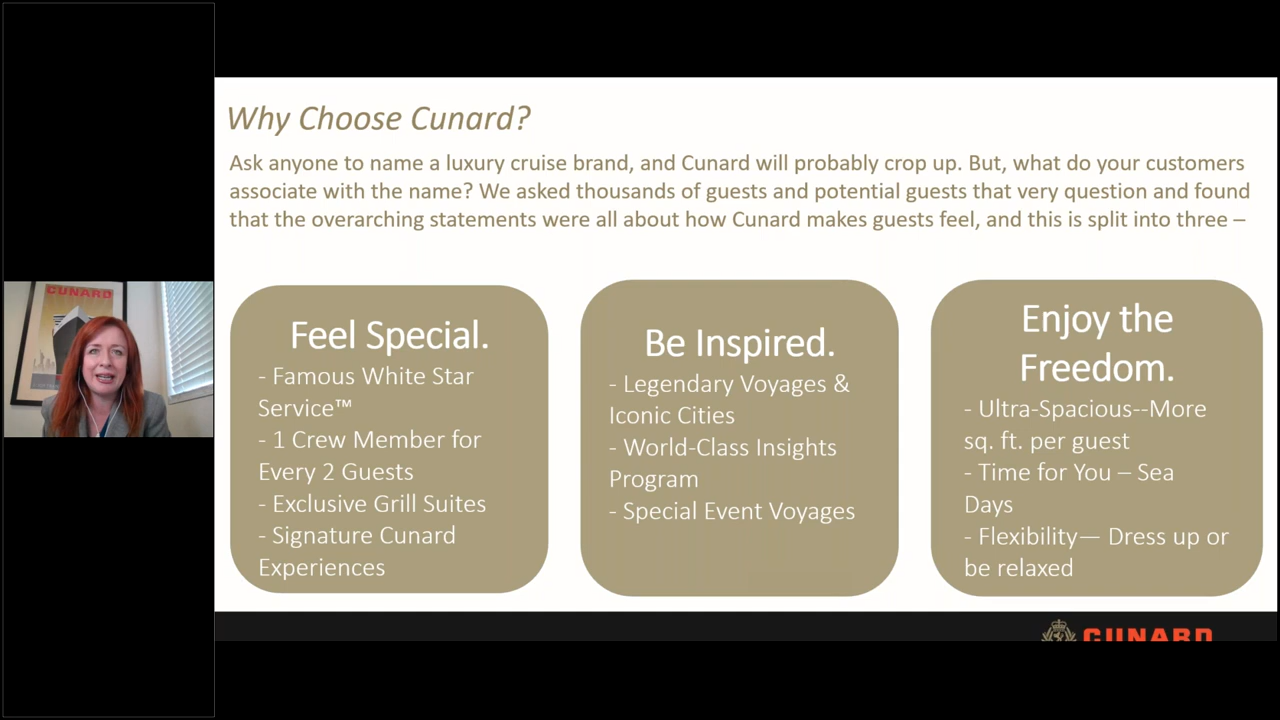 Why Choose Cunard?
Ask anyone to name a luxury cruise brand, and Cunard will probably crop up. But, what do your customers
associate with the name? We asked thousands of guests and potential guests that very question and found
that the overarching statements were all about how Cunard makes guests feel, and this is split into three –
CUNARD
Feel Special.
- Famous White Star
Service™
- 1 Crew Member for
Every 2 Guests
- Exclusive Grill Suites
- Signature Cunard
Experiences
Be Inspired.
- Legendary Voyages &
Iconic Cities
- World-Class Insights
Program
- Special Event Voyages
Enjoy the
Freedom.
- Ultra-Spacious--More
sq. ft. per guest
- Time for You – Sea
Days
- Flexibility— Dress up or
be relaxed
CUNARD